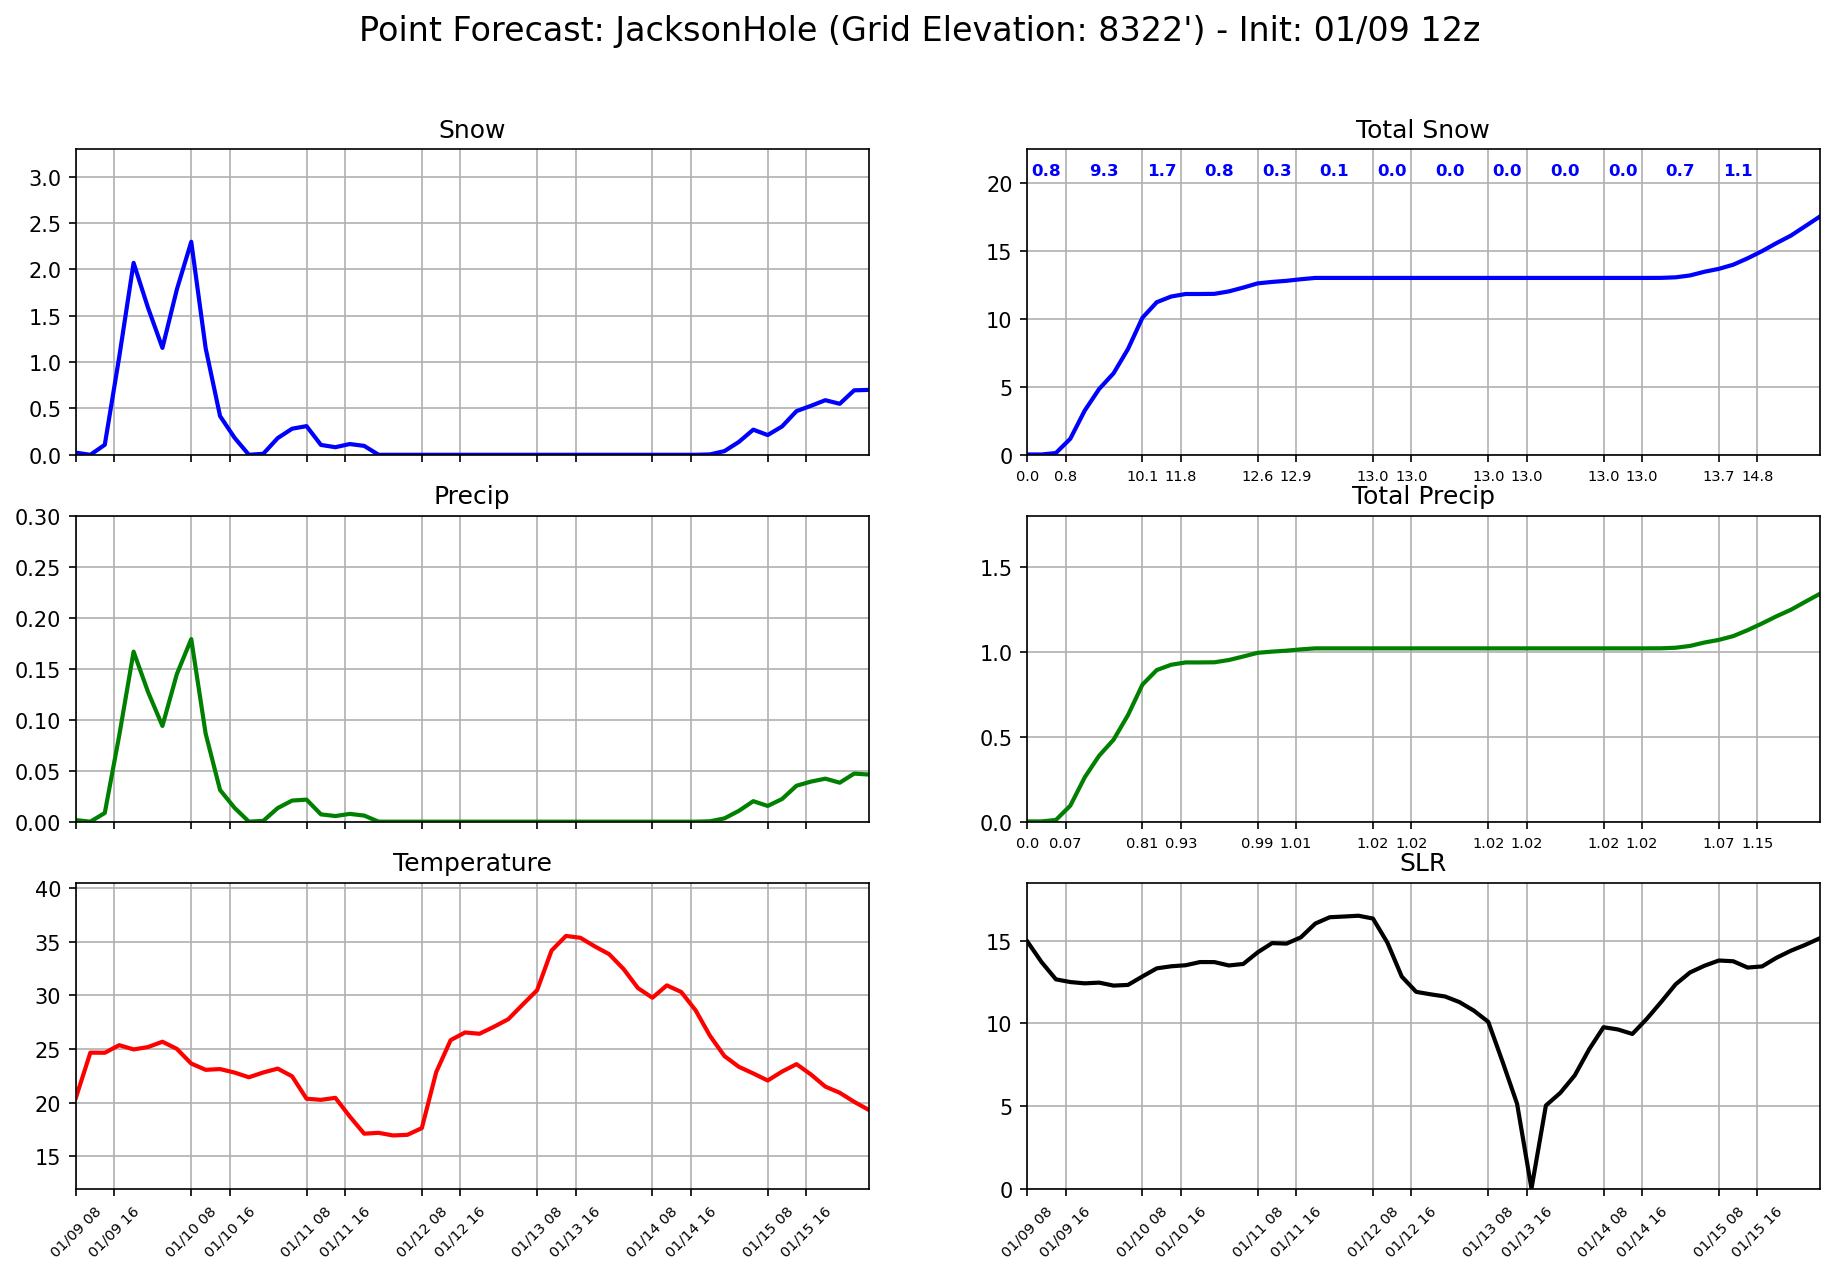 Point Forecast: JacksonHole (Grid Elevation: 8322') - Init: 01/09 12z
Snow
3.0
2.5
2.0
1.5
1.0
0.5
0.0
Total Snow
0.8 9.3 1.7 0.8 0.3 0.1 0.0 0.0 0.0 0.0 0.0 0.7 1.1
20
15
10
5
0
0.0 0.8 10.1 11.8 12.6 12.9 13.0 13.0 13.0 13.0 13.0 13.0 13.7 14.8
Precip
0.30
0.25
0.20
0.15
0.10
0.05
0.00
Total Precip
1.5
1.0
0.5
0.0
0.0 0.07 0.81 0.93 0.99 1.01 1.02 1.02 1.02 1.02 1.02 1.02 1.07 1.15
Temperature
40
35
30
25
20
15
01/09 08 01/09 16 01/10 08 01/10 16 01/11 08 01/11 16 01/12 08 01/12 16 01/13 08 01/13 16 01/14 08 01/14 16 01/15 08 01/15 16
SLR
15
10
5
0
01/09 08 01/09 16 01/10 08 01/10 16 01/11 08 01/11 16 01/12 08 01/12 16 01/13 08 01/13 16 01/14 08 01/14 16 01/15 08 01/15 16